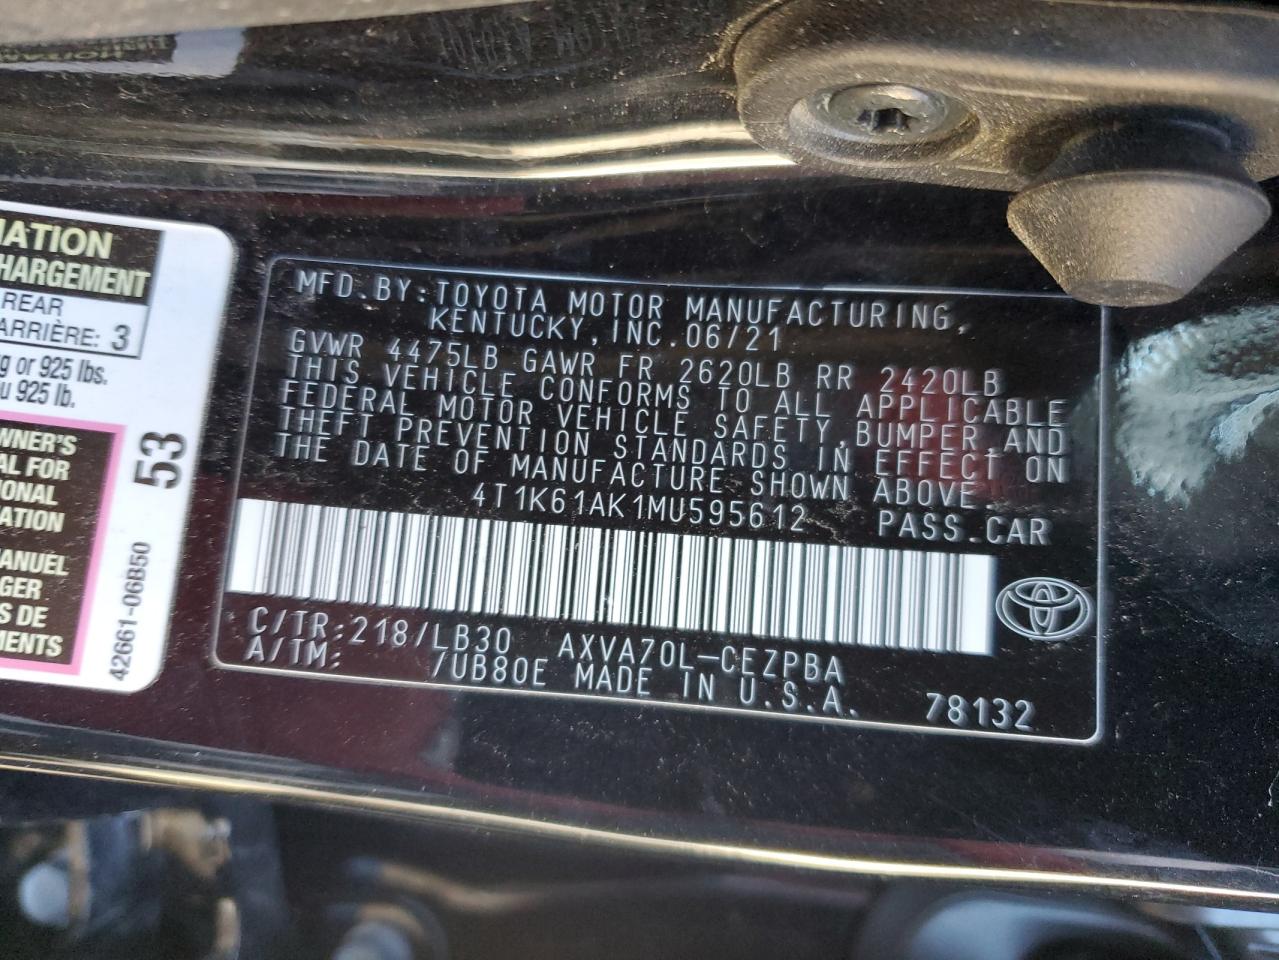 MATION
HARGEMENT
REAR
ARRIÈRE: 3
g or 925 lbs.
u 925 lb.
WNER'S
AL FOR
IONAL
ATION
MANUEL
GER
S DE
MENTS
53
42661-06B50
MFD.BY:TOYOTA MOTOR MANUFACTURING,
KENTUCKY,INC.06/21
GVWR 4475LB GAWR FR 2620LB RR 2420LB
THIS VEHICLE CONFORMS TO ALL APPLICABLE
FEDERAL MOTOR VEHICLE SAFETY,BUMPER,AND
THEFT PREVENTION STANDARDS IN EFFECT ON
THE DATE OF MANUFACTURE SHOWN ABOVE.
4T1K61AK1MU595612 PASS.CAR
C/TR:218/LB30 AXVA70L-CEZPBA
A/TM: /UB80E MADE IN U.S.A.
78132